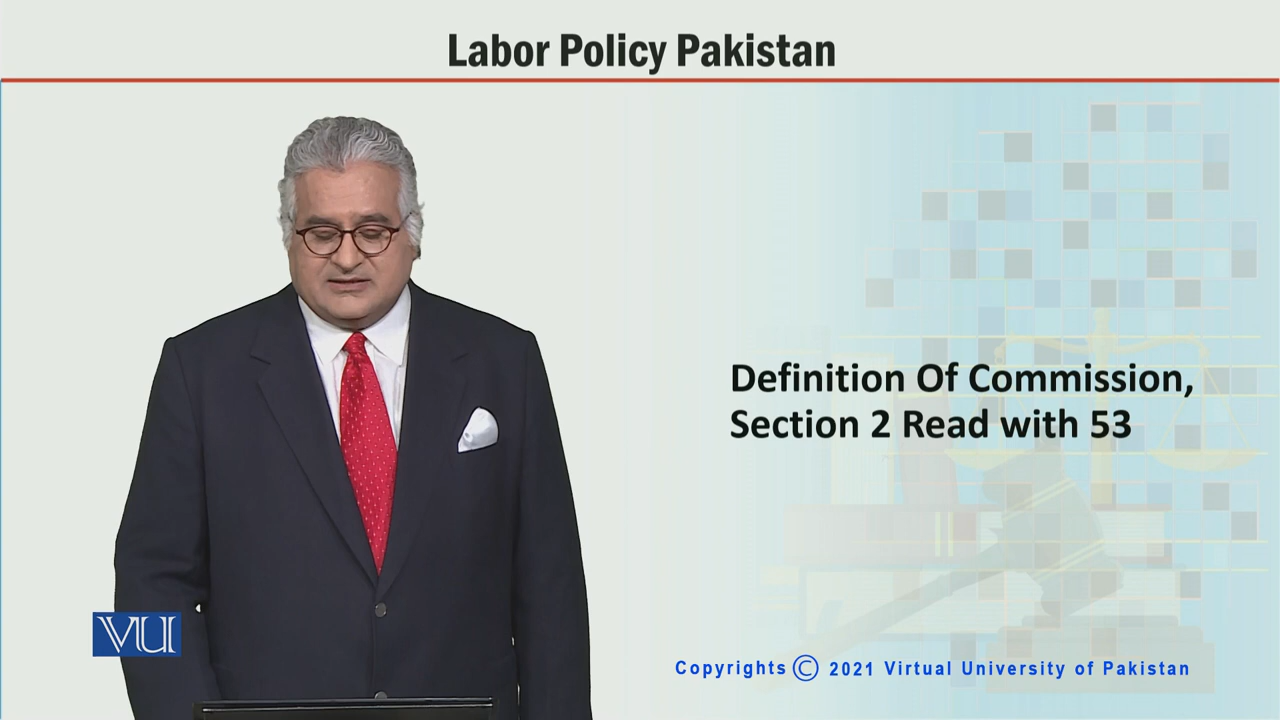 Labor Policy Pakistan
Definition Of Commission,
Section 2 Read with 53
VU
Copyrights © 2021 Virtual University of Pakistan